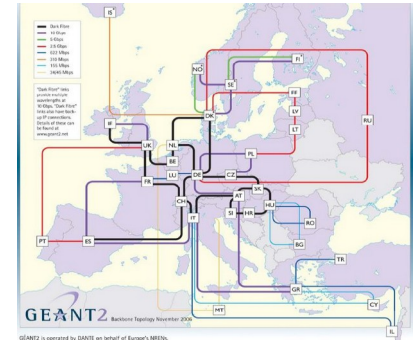 IS
Dark Fibre
10 Gbps
5 Gbps
2.5 Gbps
622 Mbps
310 Mbps
155 Mbps
34/45 Mbps
"Dark Fibre" links
provide multiple
wavelengths at
10 Gbps. "Dark Fibre"
links also have back-
up IP connections.
Details of these can
be found at
www.geant2.net
NO
SE
FI
DK
LV
LT
RU
UK
NL
BE
LU
DE
PL
CZ
FR
CH
SK
AT
HU
SI
HR
RO
IT
PT
ES
BG
TR
GR
MT
CY
IL
GÉANT2 Backbone Topology November 2006
GÉANT2 is operated by DANTE on behalf of Europe's NRENs.